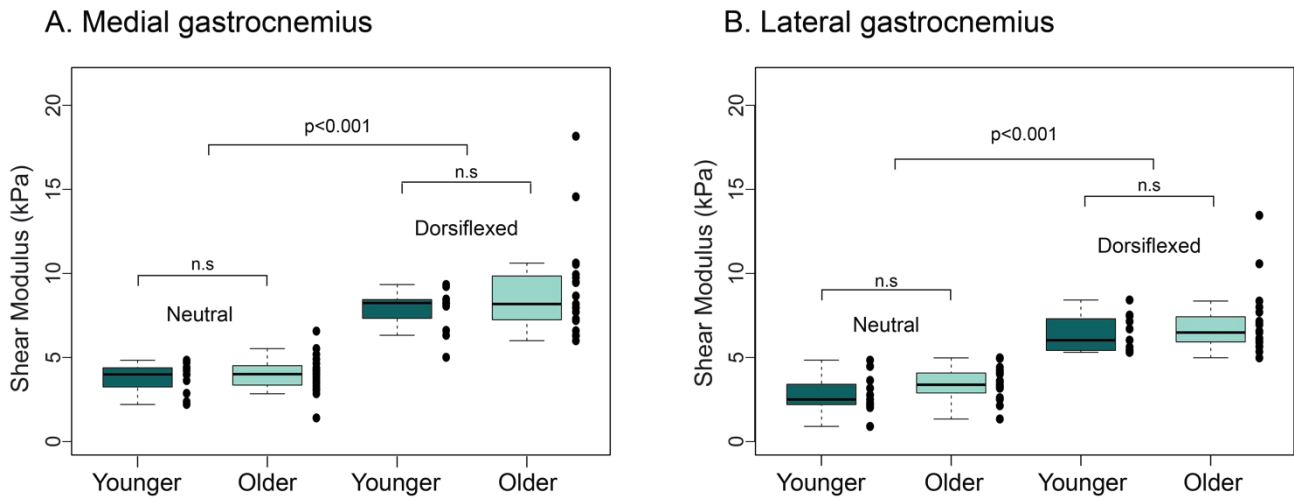 A. Medial gastrocnemius
Shear Modulus (kPa)
20
15
10
5
0
p<0.001
n.s
Dorsiflexed
n.s
Neutral
Younger Older Younger Older
B. Lateral gastrocnemius
Shear Modulus (kPa)
20
15
10
5
0
p<0.001
n.s
Dorsiflexed
n.s
Neutral
Younger Older Younger Older